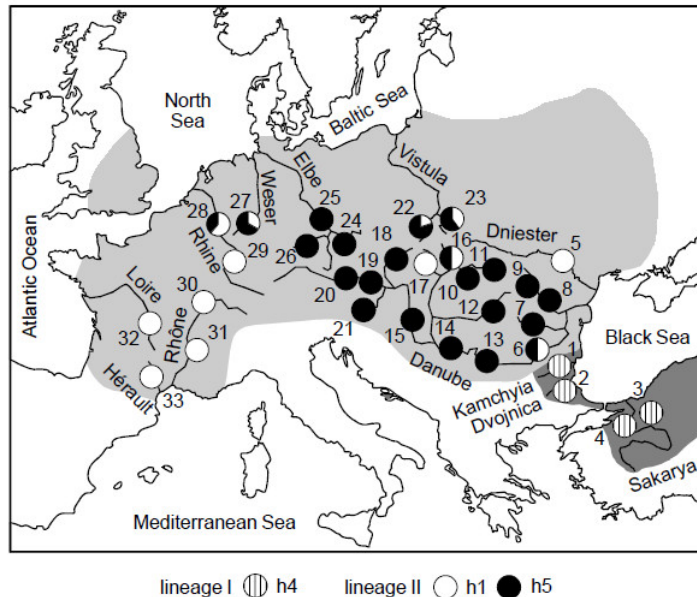 North
Sea
Baltic Sea
Elbe
Weser
Vistula
25
23
27
28
22
24
Dniester
Rhine
18
16
5
26
11
29
19
9
Atlantic Ocean
Loire
30
17
10
8
20
12
7
Rhône
32
31
21
15
14
13
6
Black Sea
1
Danube
Hérault
33
Kamchyia
Dvojnica
2
3
4
Sakarya
Mediterranean Sea
lineage I h4 lineage II h1 h5